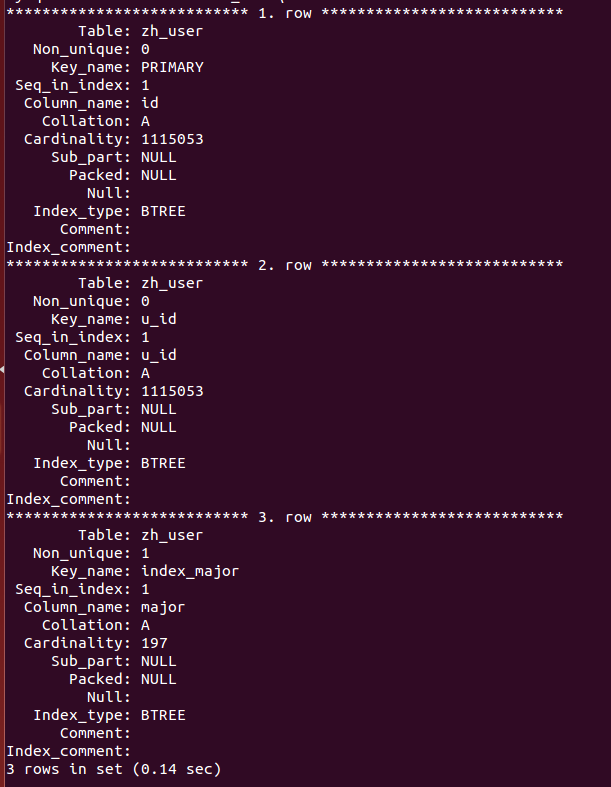 *************************** 1. row ***************************
        Table: zh_user
   Non_unique: 0
     Key_name: PRIMARY
 Seq_in_index: 1
  Column_name: id
    Collation: A
  Cardinality: 1115053
     Sub_part: NULL
       Packed: NULL
         Null:
   Index_type: BTREE
      Comment:
Index_comment:
*************************** 2. row ***************************
        Table: zh_user
   Non_unique: 0
     Key_name: u_id
 Seq_in_index: 1
  Column_name: u_id
    Collation: A
  Cardinality: 1115053
     Sub_part: NULL
       Packed: NULL
         Null:
   Index_type: BTREE
      Comment:
Index_comment:
*************************** 3. row ***************************
        Table: zh_user
   Non_unique: 1
     Key_name: index_major
 Seq_in_index: 1
  Column_name: major
    Collation: A
  Cardinality: 197
     Sub_part: NULL
       Packed: NULL
         Null:
   Index_type: BTREE
      Comment:
Index_comment:
3 rows in set (0.14 sec)